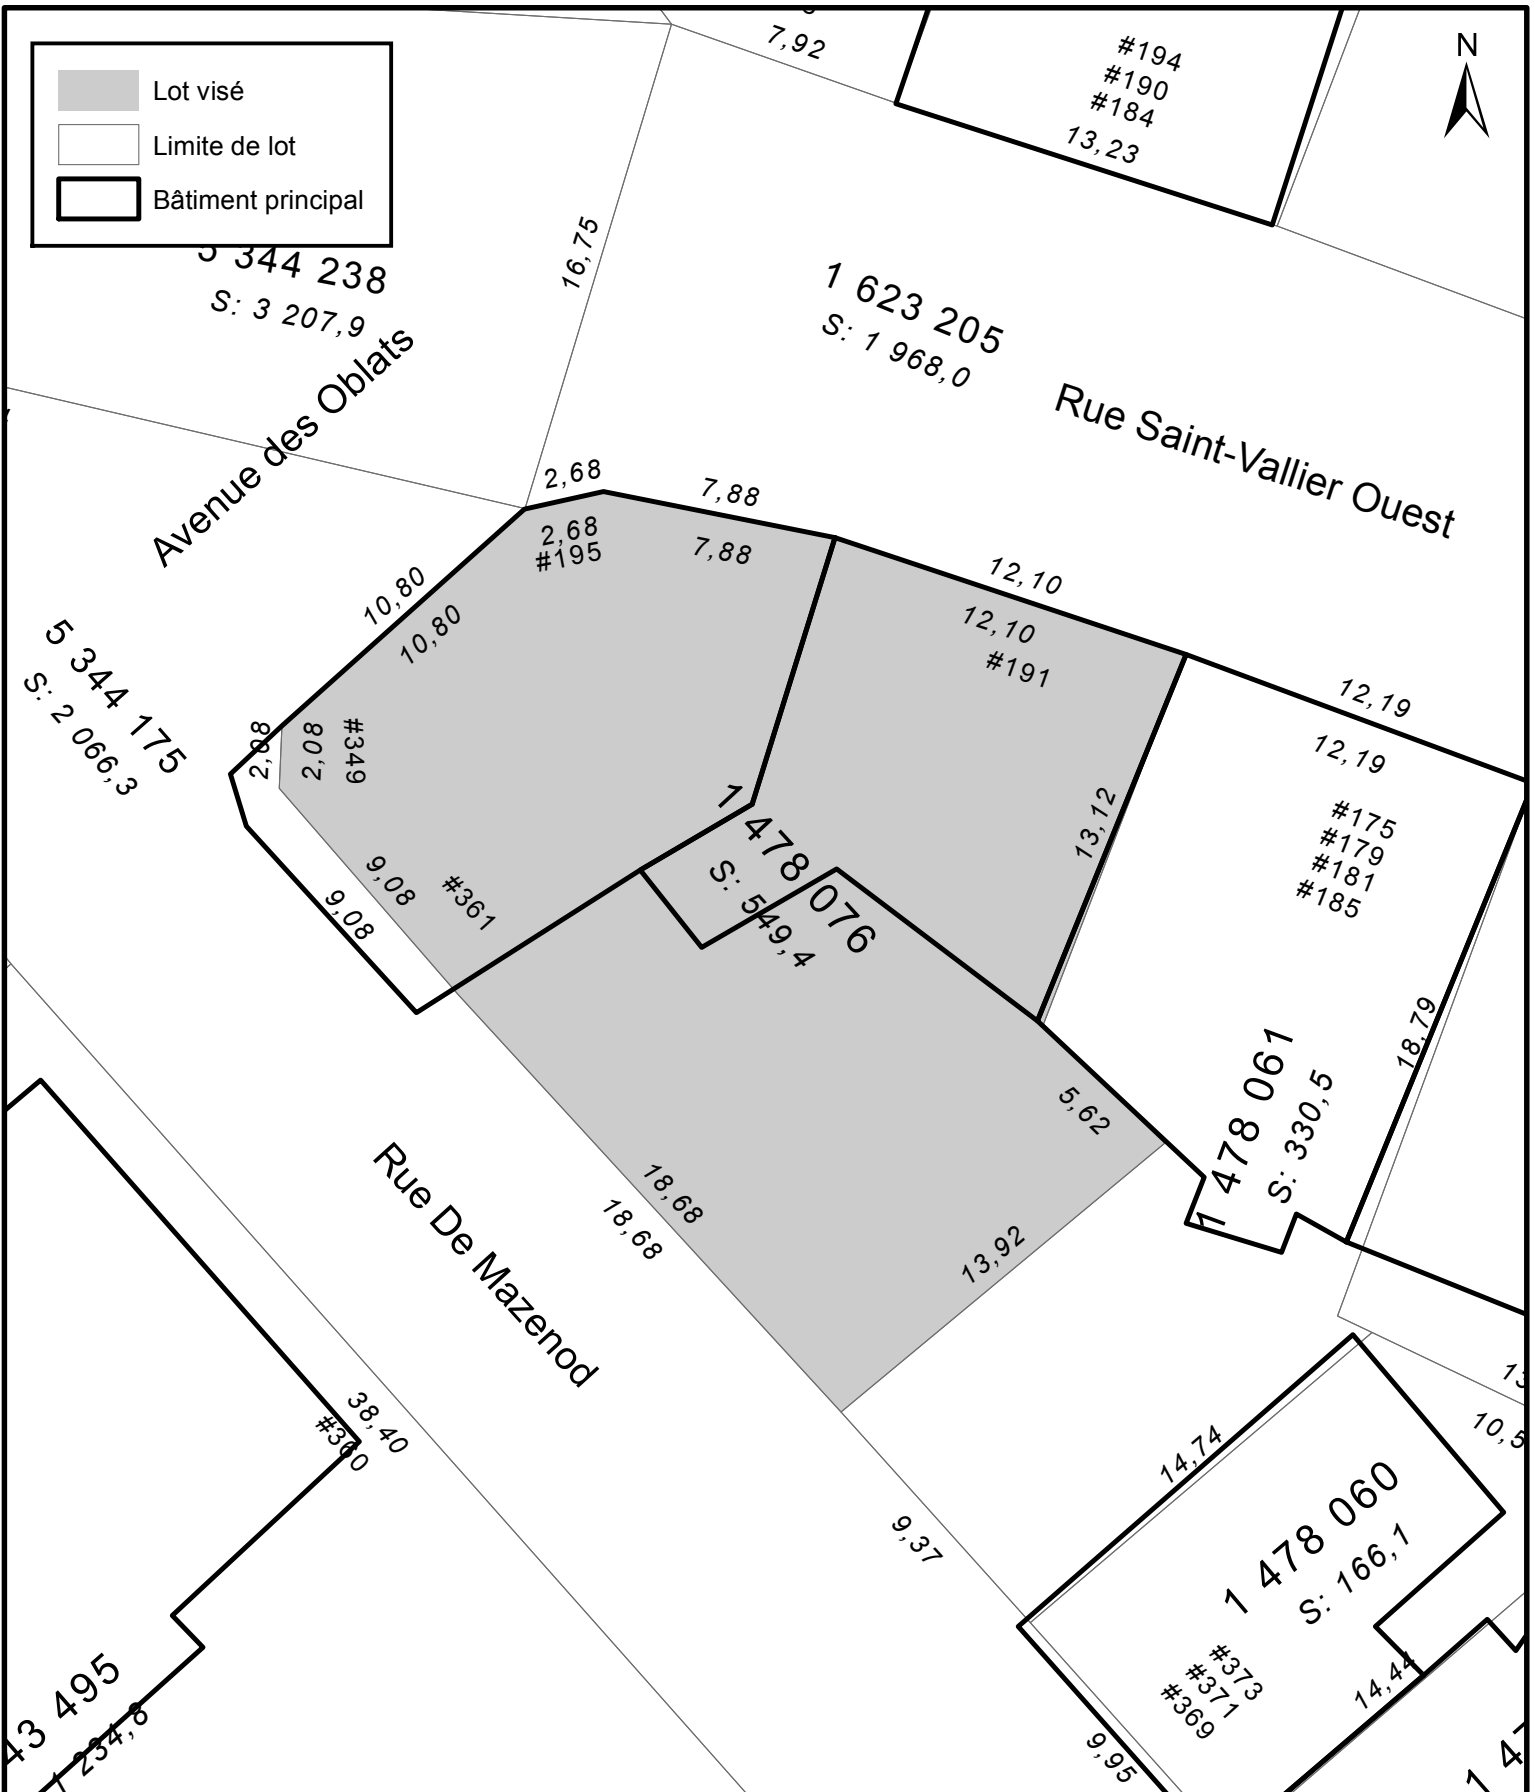 7,92
#194
#190
#184
13,23
N
Lot visé
Limite de lot
Bâtiment principal
5 344 238
S: 3 207,9
16,75
1 623 205
S: 1 968,0
Avenue des Oblats
Rue Saint-Vallier Ouest
2,68
7,88
2,68
#195
7,88
12,10
12,10
#191
10,80
10,80
5 344 175
S: 2 066,3
12,19
12,19
2,08
2,08
#349
#175
#179
#181
#185
13,12
1 478 076
S: 549,4
9,08
9,08
#361
18,79
1 478 061
S: 330,5
5,62
18,68
18,68
13,92
Rue De Mazenod
38,40
#360
14,74
10,5
9,37
1 478 060
S: 166,1
#373
#371
#369
14,44
9,95
43 495
1 234,8